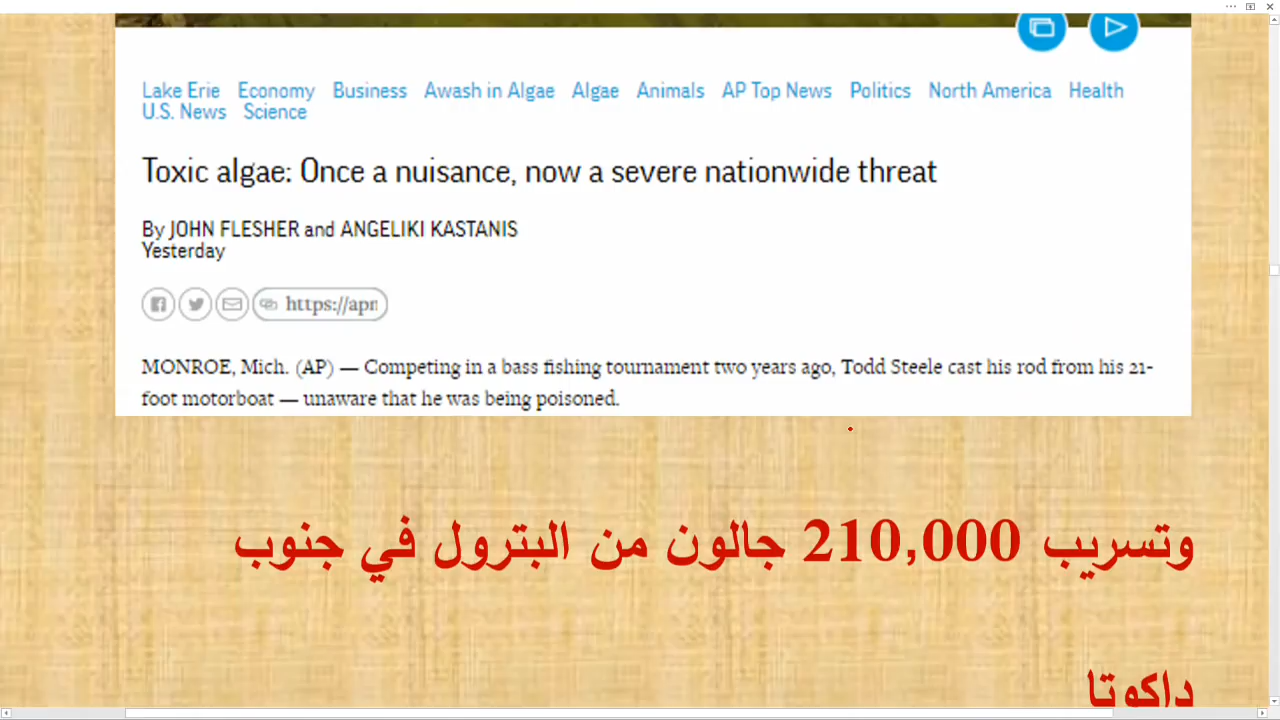 Lake Erie Economy Business Awash in Algae Algae Animals AP Top News Politics North America Health
U.S. News Science
Toxic algae: Once a nuisance, now a severe nationwide threat
By JOHN FLESHER and ANGELIKI KASTANIS
Yesterday
https://apn
MONROE, Mich. (AP) — Competing in a bass fishing tournament two years ago, Todd Steele cast his rod from his 21-
foot motorboat — unaware that he was being poisoned.
وتسريب 210,000 جالون من البترول في جنوب
داكوتا